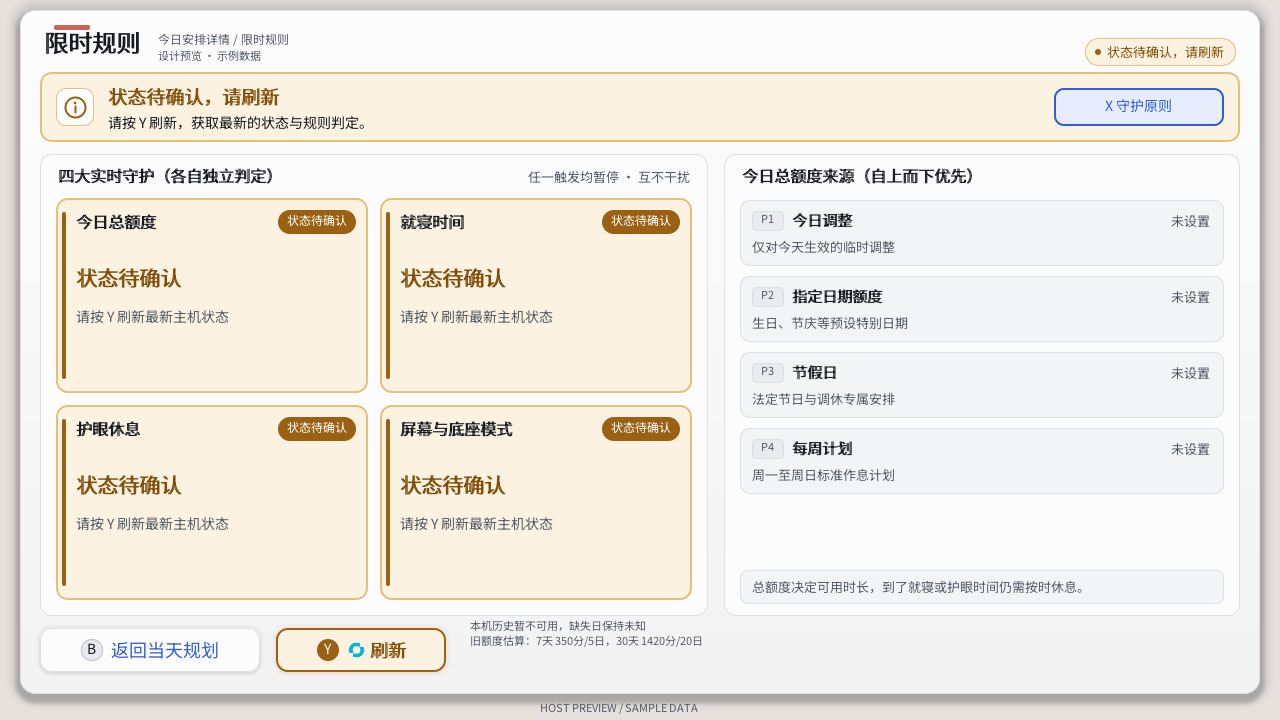 限时规则
今日安排详情 / 限时规则
设计预览 · 示例数据
状态待确认，请刷新
状态待确认，请刷新
请按 Y 刷新，获取最新的状态与规则判定。
X 守护原则
四大实时守护（各自独立判定）
任一触发均暂停 · 互不干扰
今日总额度
状态待确认
状态待确认
请按 Y 刷新最新主机状态
就寝时间
状态待确认
状态待确认
请按 Y 刷新最新主机状态
护眼休息
状态待确认
状态待确认
请按 Y 刷新最新主机状态
屏幕与底座模式
状态待确认
状态待确认
请按 Y 刷新最新主机状态
今日总额度来源（自上而下优先）
P1 今日调整 未设置
仅对今天生效的临时调整
P2 指定日期额度 未设置
生日、节庆等预设特别日期
P3 节假日 未设置
法定节日与调休专属安排
P4 每周计划 未设置
周一至周日标准作息计划
总额度决定可用时长，到了就寝或护眼时间仍需按时休息。
B 返回当天规划
Y 刷新
本机历史暂不可用，缺失日保持未知
旧额度估算：7天 350分/5日，30天 1420分/20日
HOST PREVIEW / SAMPLE DATA